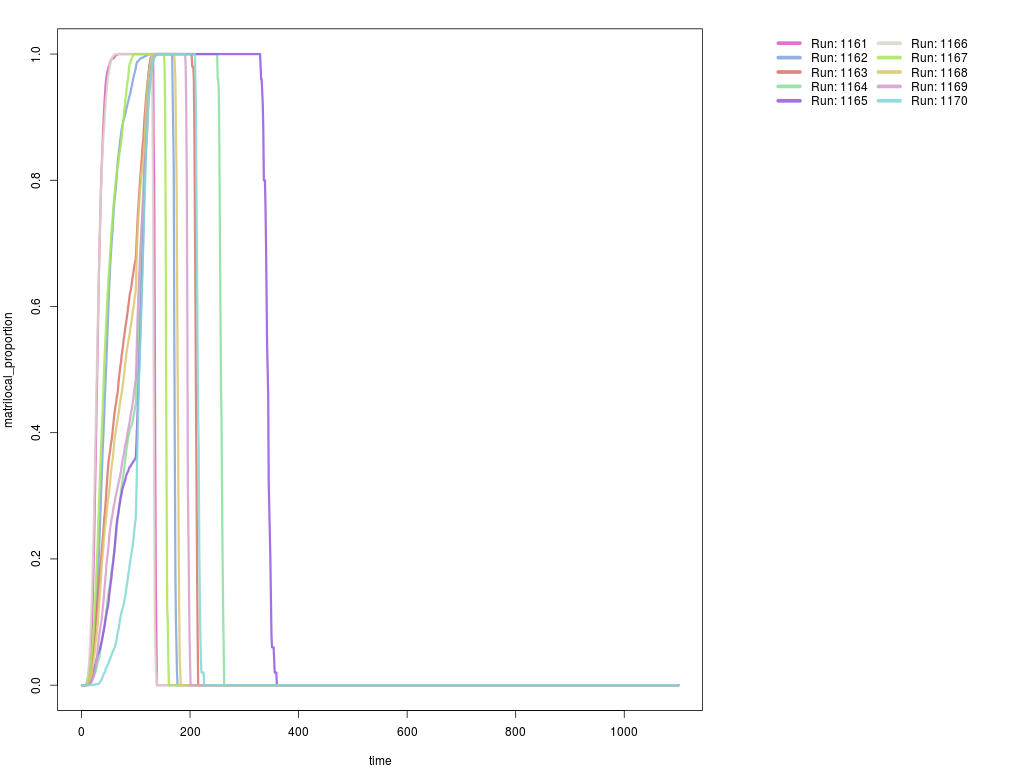 Run: 1161 Run: 1166
Run: 1162 Run: 1167
Run: 1163 Run: 1168
Run: 1164 Run: 1169
Run: 1165 Run: 1170
1.0
0.8
0.6
0.4
0.2
0.0
matrilocal_proportion
0 200 400 600 800 1000
time